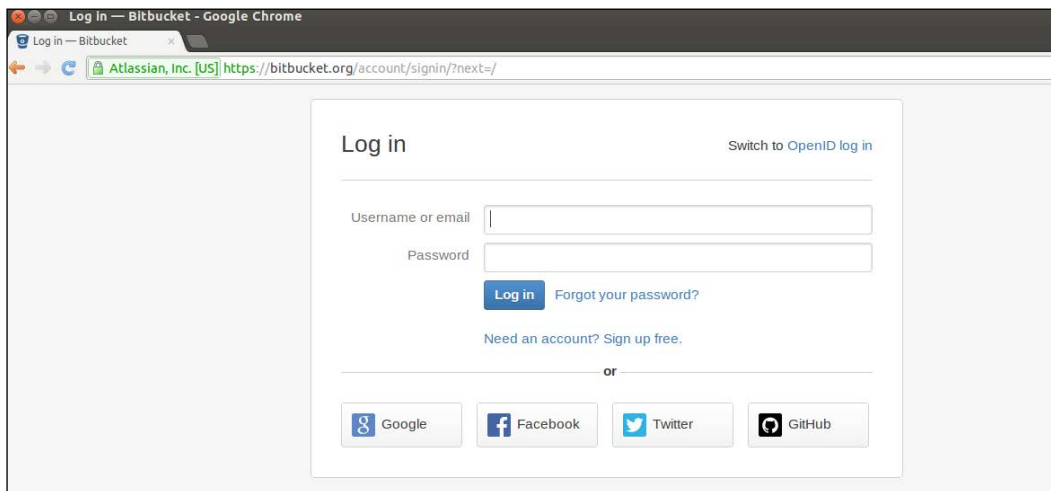 Log in — Bitbucket - Google Chrome
Log in — Bitbucket
Atlassian, Inc. [US] https://bitbucket.org/account/signin/?next=/
Log in
Switch to OpenID log in
Username or email
Password
Log in Forgot your password?
Need an account? Sign up free.
or
Google Facebook Twitter GitHub